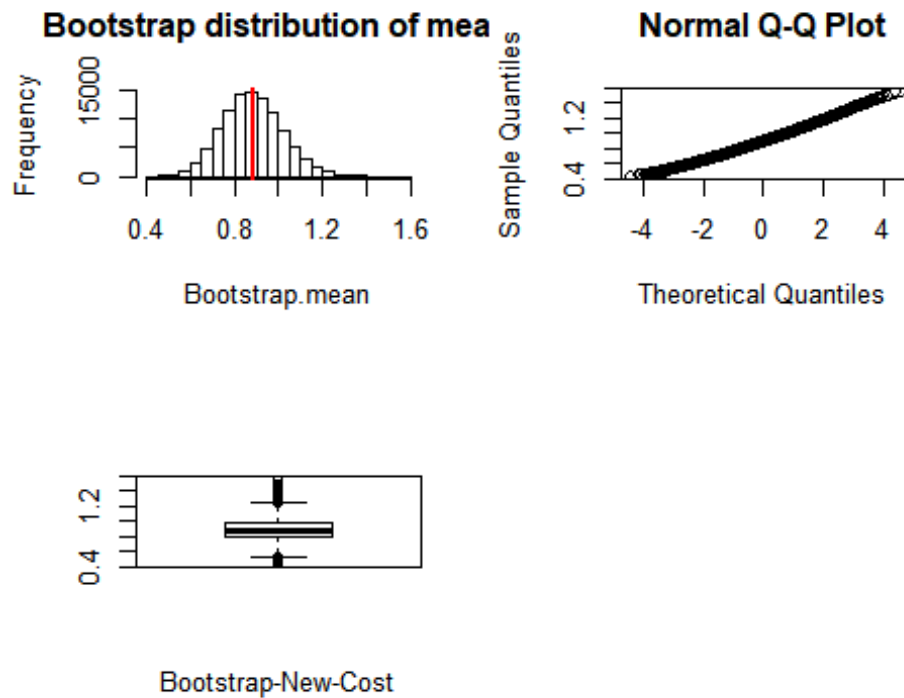 Bootstrap distribution of mea
Frequency
0
15000
0.4
0.8
1.2
1.6
Bootstrap.mean
Normal Q-Q Plot
Sample Quantiles
0.4
1.2
-4
-2
0
2
4
Theoretical Quantiles
0.4
1.2
Bootstrap-New-Cost